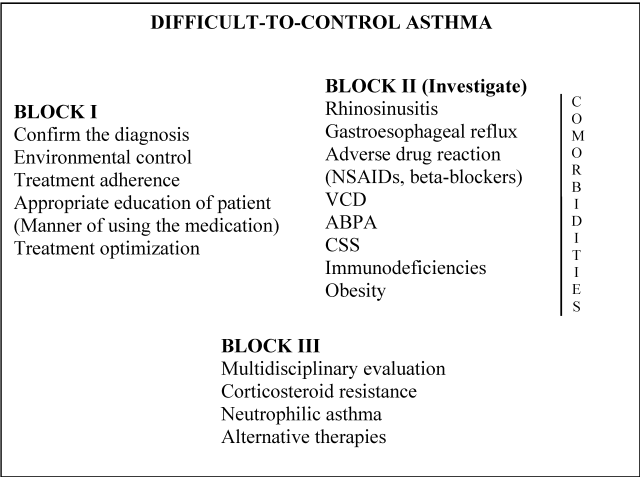 DIFFICULT-TO-CONTROL ASTHMA
BLOCK I
Confirm the diagnosis
Environmental control
Treatment adherence
Appropriate education of patient
(Manner of using the medication)
Treatment optimization
BLOCK II (Investigate)
Rhinosinusitis
Gastroesophageal reflux
Adverse drug reaction
(NSAIDs, beta-blockers)
VCD
ABPA
CSS
Immunodeficiencies
Obesity
COMORBIDITIES
BLOCK III
Multidisciplinary evaluation
Corticosteroid resistance
Neutrophilic asthma
Alternative therapies